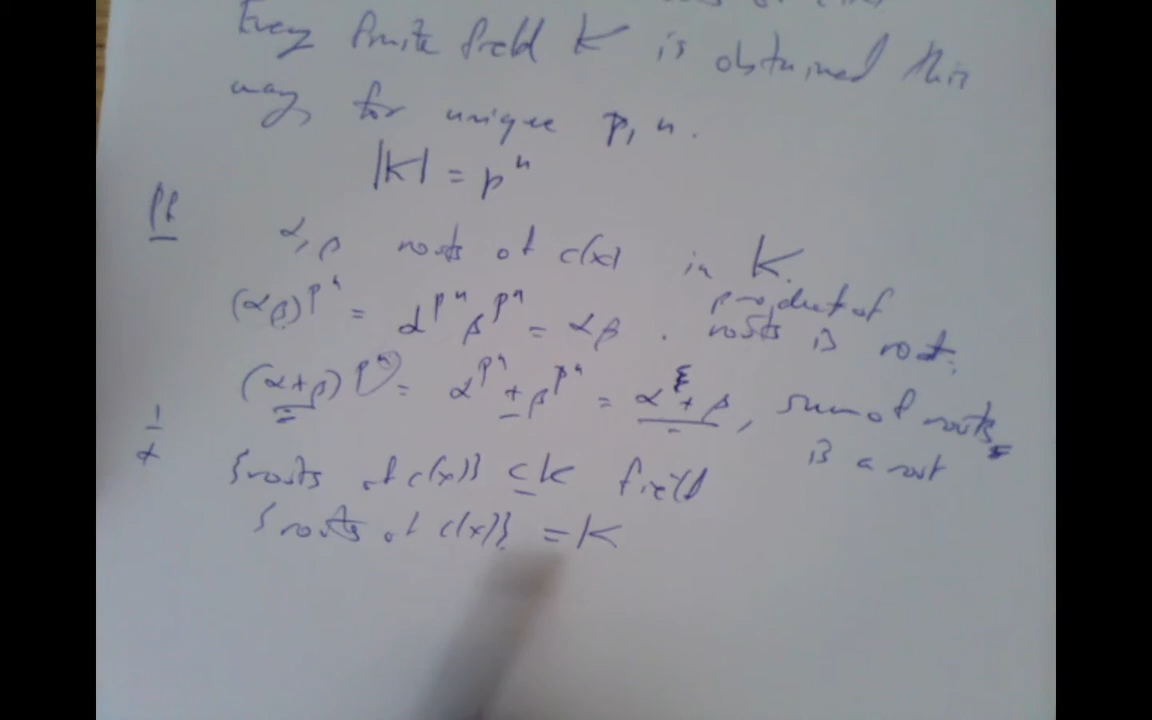 Every finite field K is obtained this
way, for unique p, n.
|K| = p^n
Pf
α, β roots of c(x) in K.
(αβ)^{p^n} = α^{p^n} β^{p^n} = αβ . product of roots is root.
(α+β)^{p^n} = α^{p^n} + β^{p^n} = α + β, sum of roots is a root
1/α
{roots of c(x)} ⊂ K field
{roots of c(x)} = K